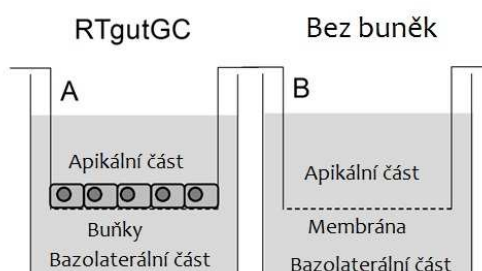 RTgutGC
Bez buněk
A
B
Apikální část
Apikální část
Buňky
Membrána
Bazolaterální část
Bazolaterální část